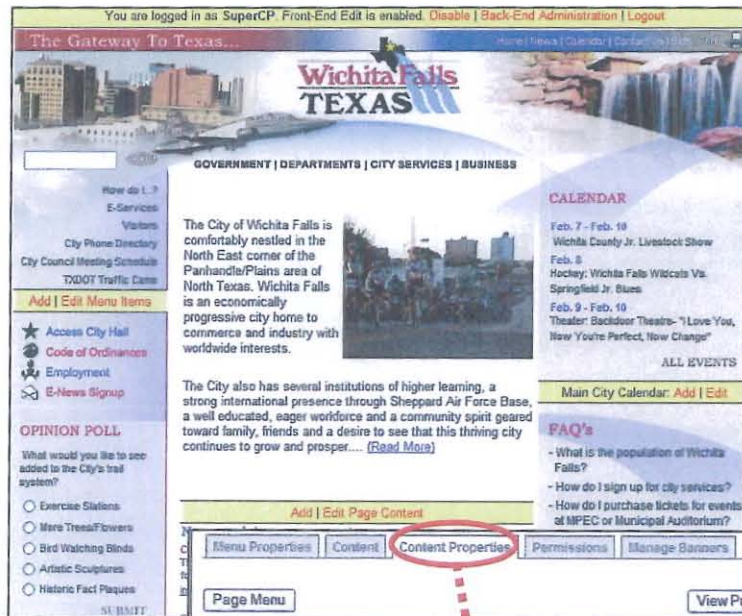 You are logged in as SuperCP. Front-End Edit is enabled. Disable | Back-End Administration | Logout
The Gateway To Texas...
Home | News | Calendar |
Wichita Falls
TEXAS
GOVERNMENT | DEPARTMENTS | CITY SERVICES | BUSINESS
How do I..?
E-Services
Visitors
City Phone Directory
City Council Meeting Schedule
TXDOT Traffic Cams
Add | Edit Menu Items
Access City Hall
Code of Ordinances
Employment
E-News Signup
OPINION POLL
What would you like to see
added to the City's trail
system?
Exercise Stations
More Trees/Flowers
Bird Watching Blinds
Artistic Sculptures
Historic Fact Plaques
SUBMIT
The City of Wichita Falls is
comfortably nestled in the
North East corner of the
Panhandle/Plains area of
North Texas. Wichita Falls
is an economically
progressive city home to
commerce and industry with
worldwide interests.
The City also has several institutions of higher learning, a
strong international presence through Sheppard Air Force Base,
a well educated, eager workforce and a community spirit geared
toward family, friends and a desire to see that this thriving city
continues to grow and prosper.... (Read More)
Add | Edit Page Content
CALENDAR
Feb. 7 - Feb. 10
Wichita County Jr. Livestock Show
Feb. 8
Hockey: Wichita Falls Wildcats Vs.
Springfield Jr. Blues
Feb. 9 - Feb. 10
Theater: Backdoor Theatre- "I Love You,
Now You're Perfect, Now Change"
ALL EVENTS
Main City Calendar: Add | Edit
FAQ's
- What is the population of Wichita
Falls?
- How do I sign up for city services?
- How do I purchase tickets for events
at MPEC or Municipal Auditorium?
Menu Properties
Content
Content Properties
Permissions
Manage Banners
Page Menu
View